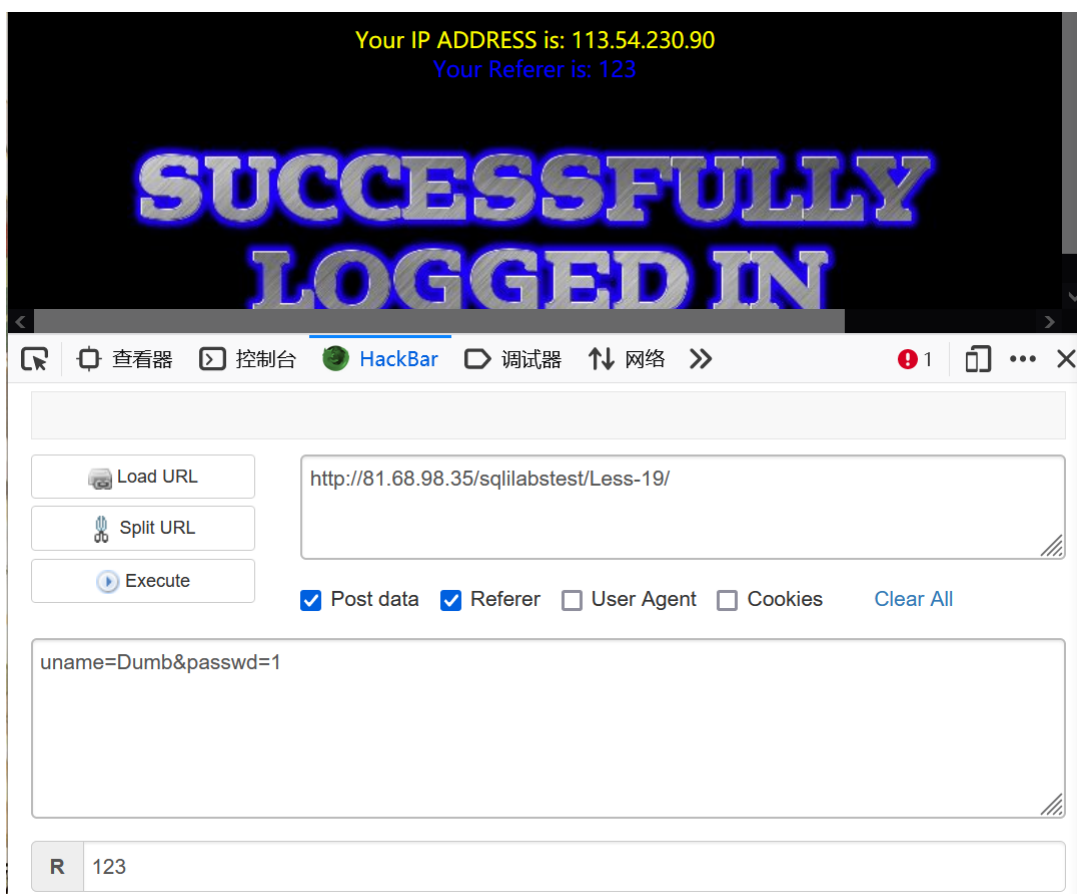 Your IP ADDRESS is: 113.54.230.90
Your Referer is: 123
SUCCESSFULLY
LOGGED IN
查看器 控制台 HackBar 调试器 网络 1
Load URL
http://81.68.98.35/sqlilabstest/Less-19/
Split URL
Execute
Post data Referer User Agent Cookies Clear All
uname=Dumb&passwd=1
R 123